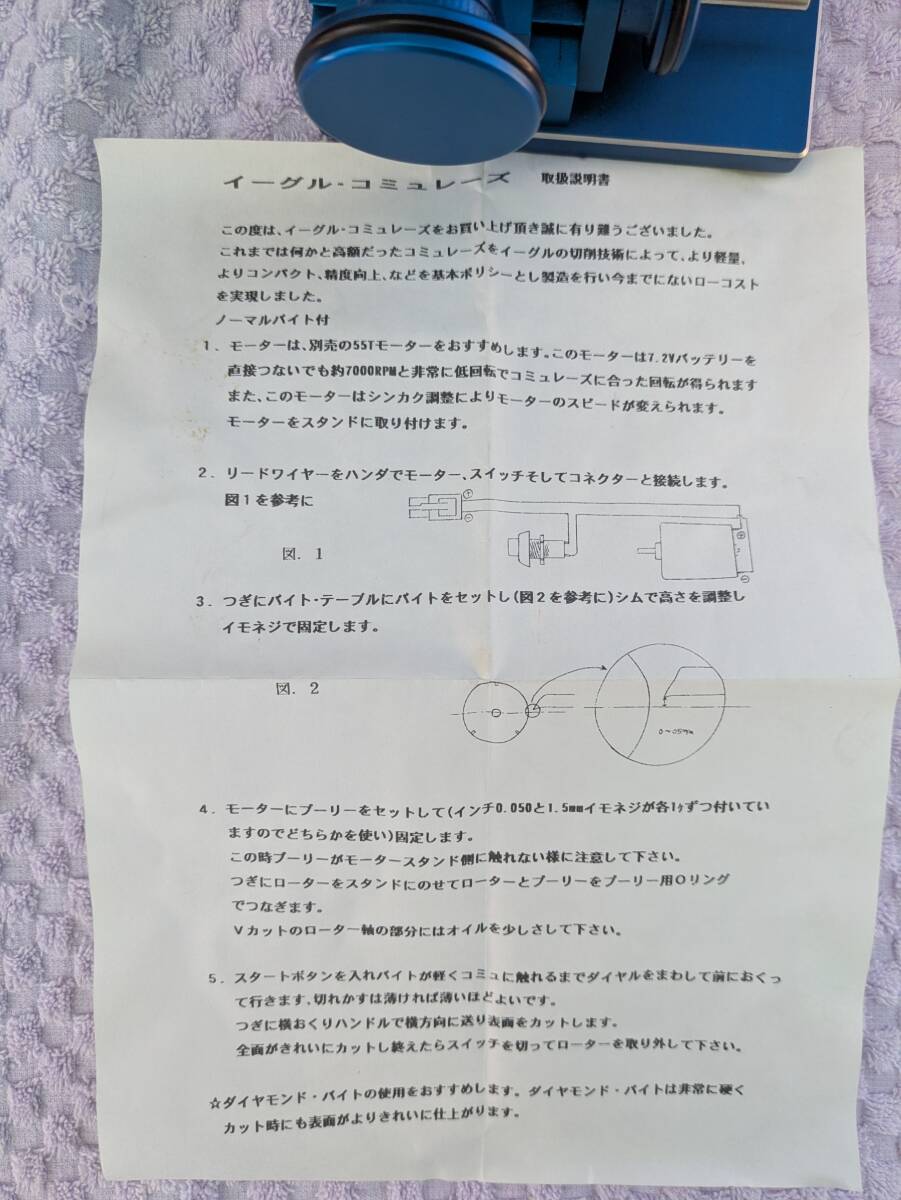 イーグル・コミュレーズ 取扱説明書
この度は、イーグル・コミュレーズをお買い上げ頂き誠に有り難うございました。
これまでは何かと高額だったコミュレーズをイーグルの切削技術によって、より軽量、
よりコンパクト、精度向上、などを基本ポリシーとし製造を行い今までにないローコスト
を実現しました。
ノーマルバイト付
1．モーターは、別売の55Tモーターをおすすめします。このモーターは7.2Vバッテリーを
直接つないでも約7000RPMと非常に低回転でコミュレーズに合った回転が得られます
また、このモーターはシンカク調整によりモーターのスピードが変えられます。
モーターをスタンドに取り付けます。
2．リードワイヤーをハンダでモーター、スイッチそしてコネクターと接続します。
図1を参考に
⊕
⊖
⊕
⊖
図．1
3．つぎにバイト・テーブルにバイトをセットし(図2を参考に)シムで高さを調整し
イモネジで固定します。
図．2
0〜0.5m/m
4．モーターにプーリーをセットして(インチ0.050と1.5mmイモネジが各1ヶずつ付いてい
ますのでどちらかを使い)固定します。
この時プーリーがモータースタンド側に触れない様に注意して下さい。
つぎにローターをスタンドにのせてローターとプーリーをプーリー用Oリング
でつなぎます。
Vカットのローター軸の部分にはオイルを少しさして下さい。
5．スタートボタンを入れバイトが軽くコミュに触れるまでダイヤルをまわして前におくっ
て行きます、切れかすは薄ければ薄いほどよいです。
つぎに横おくりハンドルで横方向に送り表面をカットします。
全面がきれいにカットし終えたらスイッチを切ってローターを取り外して下さい。
☆ダイヤモンド・バイトの使用をおすすめします。ダイヤモンド・バイトは非常に硬く
カット時にも表面がよりきれいに仕上がります。